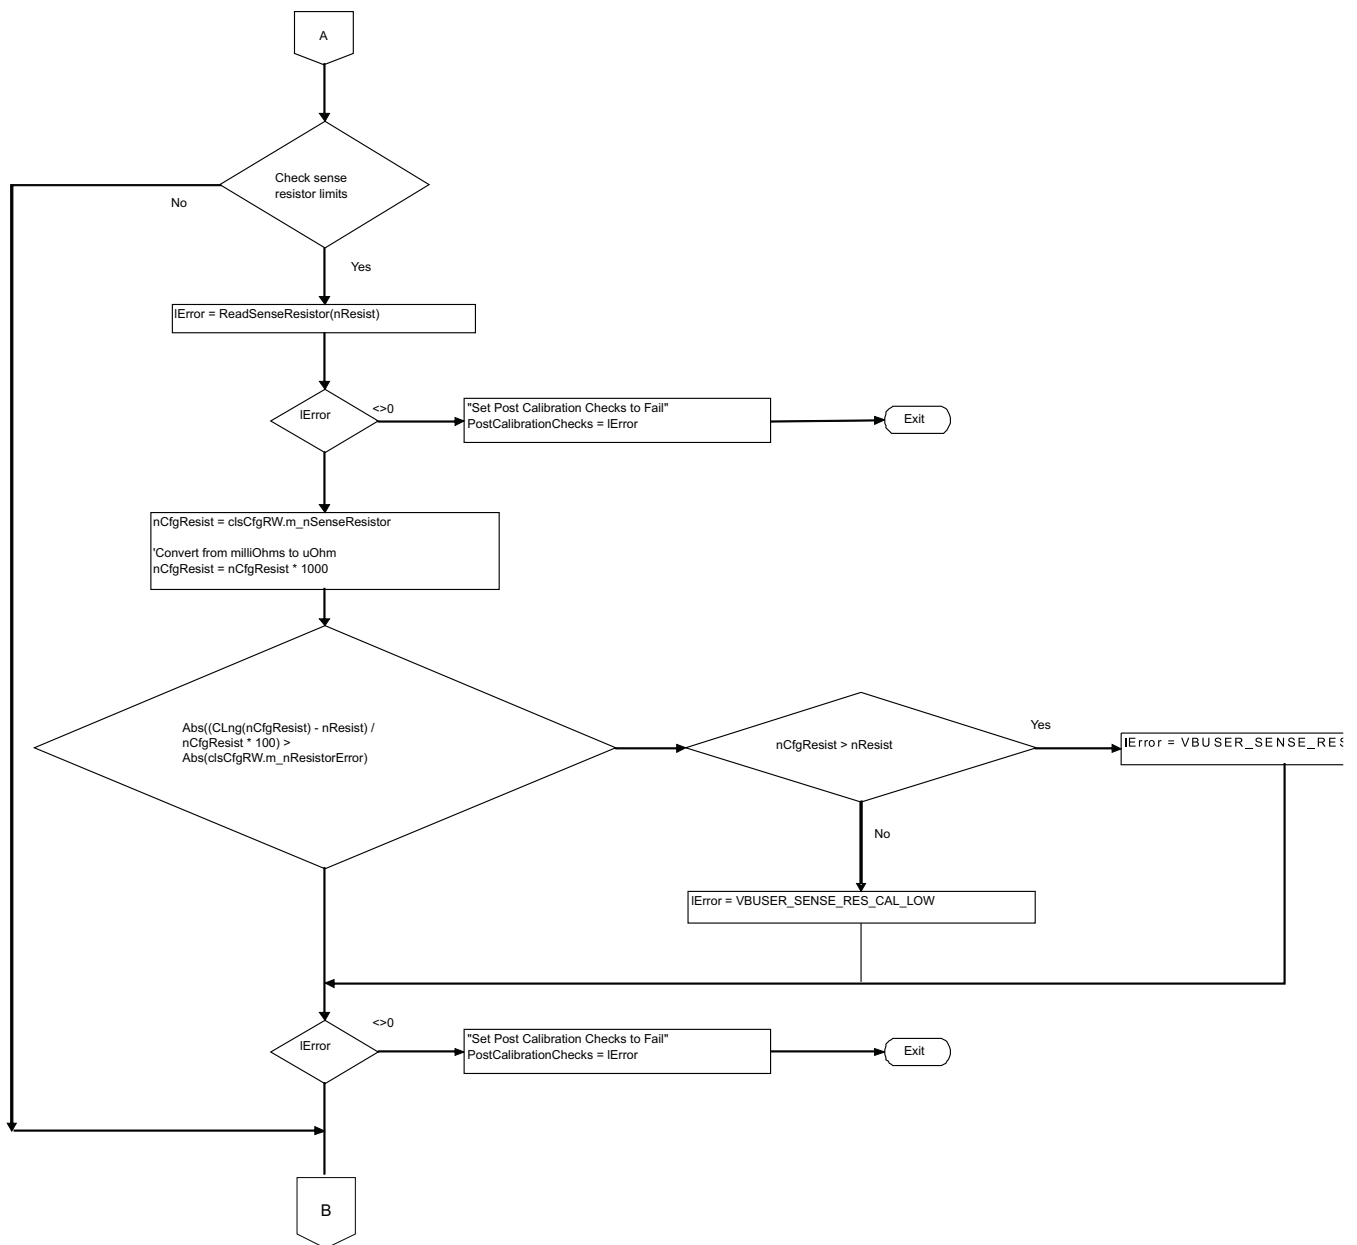 A
Check sense
resistor limits
No
Yes
lError = ReadSenseResistor(nResist)
lError
<>0
"Set Post Calibration Checks to Fail"
PostCalibrationChecks = lError
Exit
nCfgResist = clsCfgRW.m_nSenseResistor
'Convert from milliOhms to uOhm
nCfgResist = nCfgResist * 1000
Abs((CLng(nCfgResist) - nResist) /
nCfgResist * 100) >
Abs(clsCfgRW.m_nResistorError)
nCfgResist > nResist
Yes
lError = VBUSER_SENSE_RES
No
lError = VBUSER_SENSE_RES_CAL_LOW
lError
<>0
"Set Post Calibration Checks to Fail"
PostCalibrationChecks = lError
Exit
B